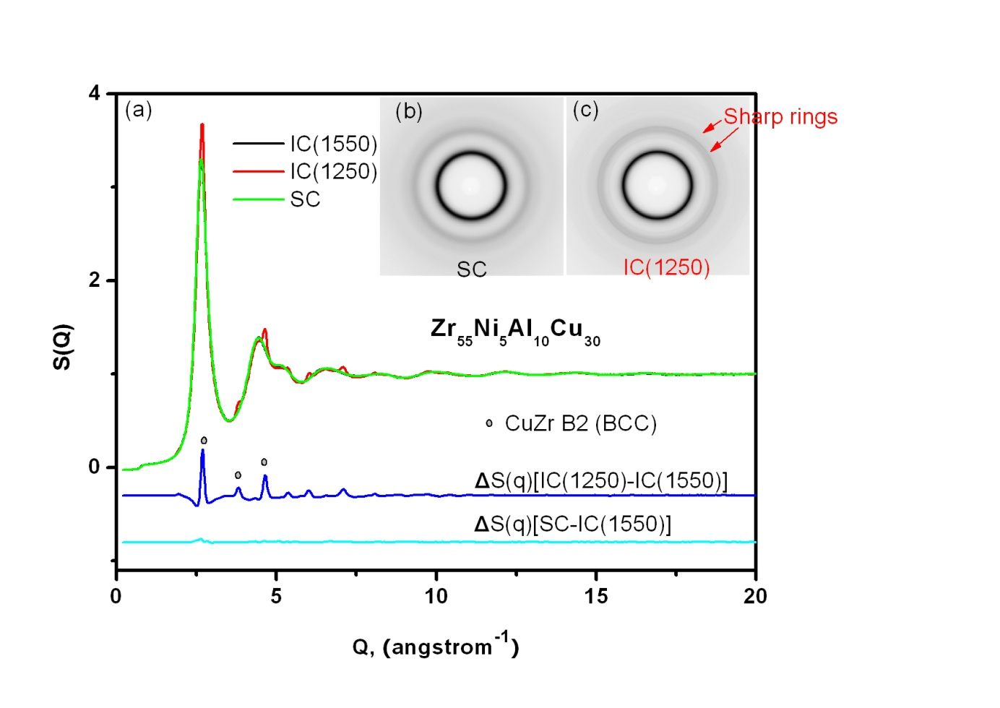 4
(a)
(b)
(c)
Sharp rings
IC(1550)
IC(1250)
SC
SC
IC(1250)
2
S(Q)
Zr₅₅Ni₅Al₁₀Cu₃₀
CuZr B2 (BCC)
0
ΔS(q)[IC(1250)-IC(1550)]
ΔS(q)[SC-IC(1550)]
0 5 10 15 20
Q, (angstrom⁻¹)